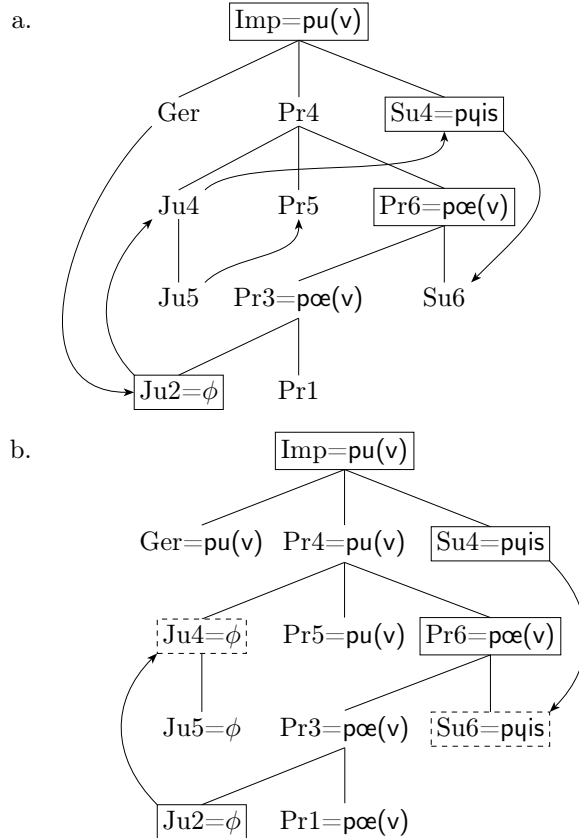 a.
Imp=pu(v)
Ger Pr4 Su4=pɥis
Ju4 Pr5 Pr6=pœ(v)
Ju5 Pr3=pœ(v) Su6
Ju2=ϕ Pr1
b.
Imp=pu(v)
Ger=pu(v) Pr4=pu(v) Su4=pɥis
Ju4=ϕ Pr5=pu(v) Pr6=pœ(v)
Ju5=ϕ Pr3=pœ(v) Su6=pɥis
Ju2=ϕ Pr1=pœ(v)